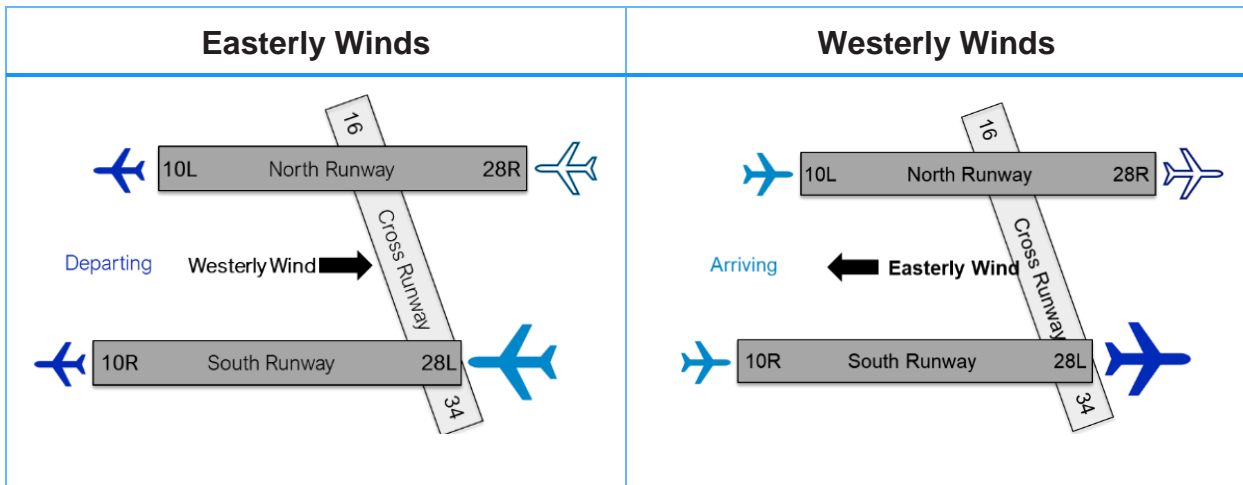 Easterly Winds
Westerly Winds
16
10L North Runway 28R
Cross Runway
Departing Westerly Wind
10R South Runway 28L
34
16
10L North Runway 28R
Cross Runway
Arriving Easterly Wind
10R South Runway 28L
34